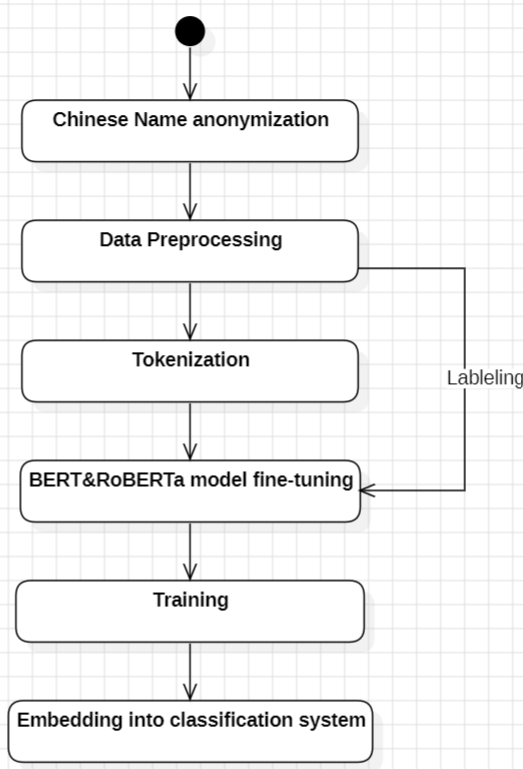 Chinese Name anonymization
Data Preprocessing
Tokenization
Lableling
BERT&RoBERTa model fine-tuning
Training
Embedding into classification system